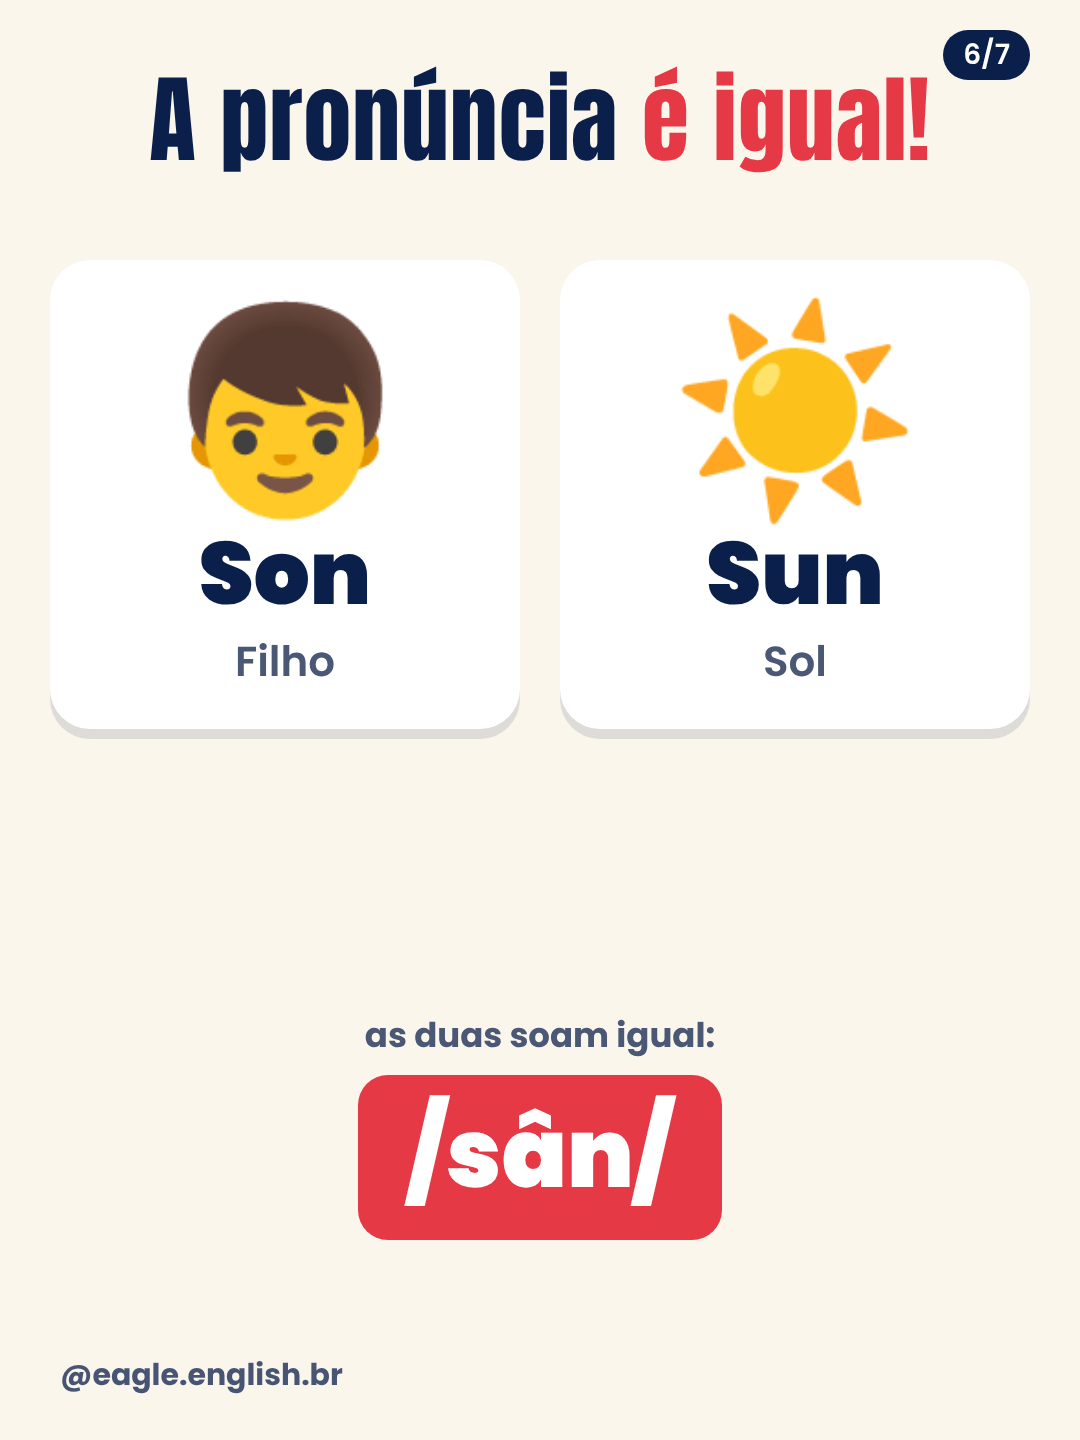 6/7
A pronúncia é igual!
Son
Filho
Sun
Sol
as duas soam igual:
/sân/
@eagle.english.br